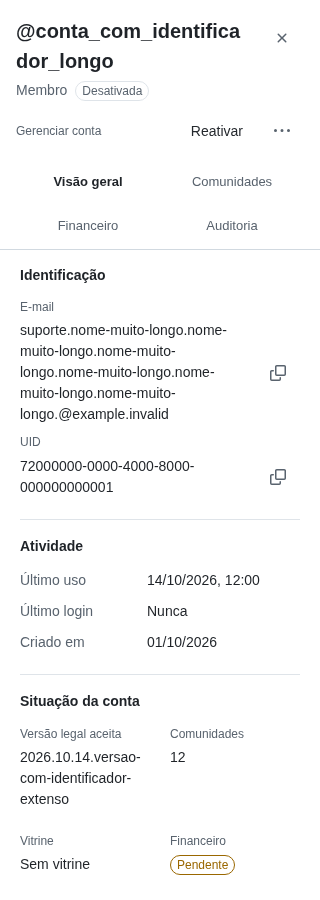 @conta_com_identifica
dor_longo
Membro Desativada
Gerenciar conta Reativar
Visão geral Comunidades
Financeiro Auditoria
Identificação
E-mail
suporte.nome-muito-longo.nome-
muito-longo.nome-muito-
longo.nome-muito-longo.nome-
muito-longo.nome-muito-
longo.@example.invalid
UID
72000000-0000-4000-8000-
000000000001
Atividade
Último uso 14/10/2026, 12:00
Último login Nunca
Criado em 01/10/2026
Situação da conta
Versão legal aceita Comunidades
2026.10.14.versao- 12
com-identificador-
extenso
Vitrine Financeiro
Sem vitrine Pendente